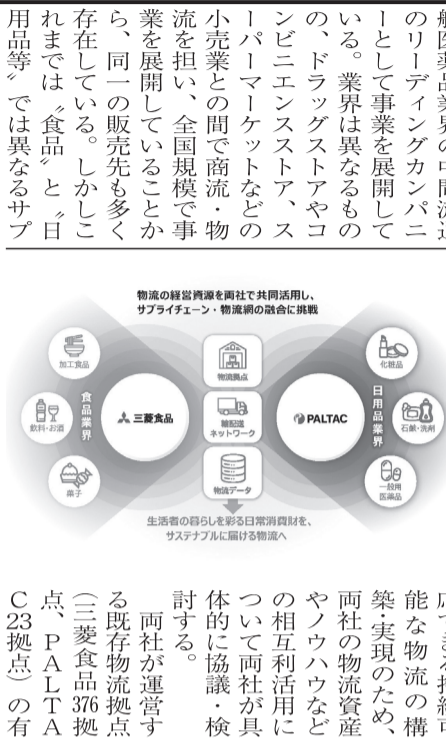 般医薬品業界の中間流通
のリーディングカンパニ
ーとして事業を展開して
いる。業界は異なるもの
の、ドラッグストアやコ
ンビニエンスストア、ス
ーパーマーケットなどの
小売業との間で商流・物
流を担い、全国規模で事
業を展開していることか
ら、同一の販売先も多く
存在している。しかしこ
れまでは〝食品〟と〝日
用品等〟では異なるサプ
物流の経営資源を両社で共同活用し、
サプライチェーン・物流網の融合に挑戦
加工食品
飲料・お酒
菓子
食品業界
三菱食品
物流拠点
輸配送
ネットワーク
物流データ
PALTAC
日用品業界
化粧品
石鹸・洗剤
一般用
医薬品
生活者の暮らしを彩る日常消費財を、
サステナブルに届ける物流へ
応できる持続可
能な物流の構
築・実現のため、
両社の物流資産
やノウハウなど
の相互利活用に
ついて両社が具
体的に協議・検
討する。
両社が運営す
る既存物流拠点
(三菱食品376拠
点、PALTA
C23拠点)の有